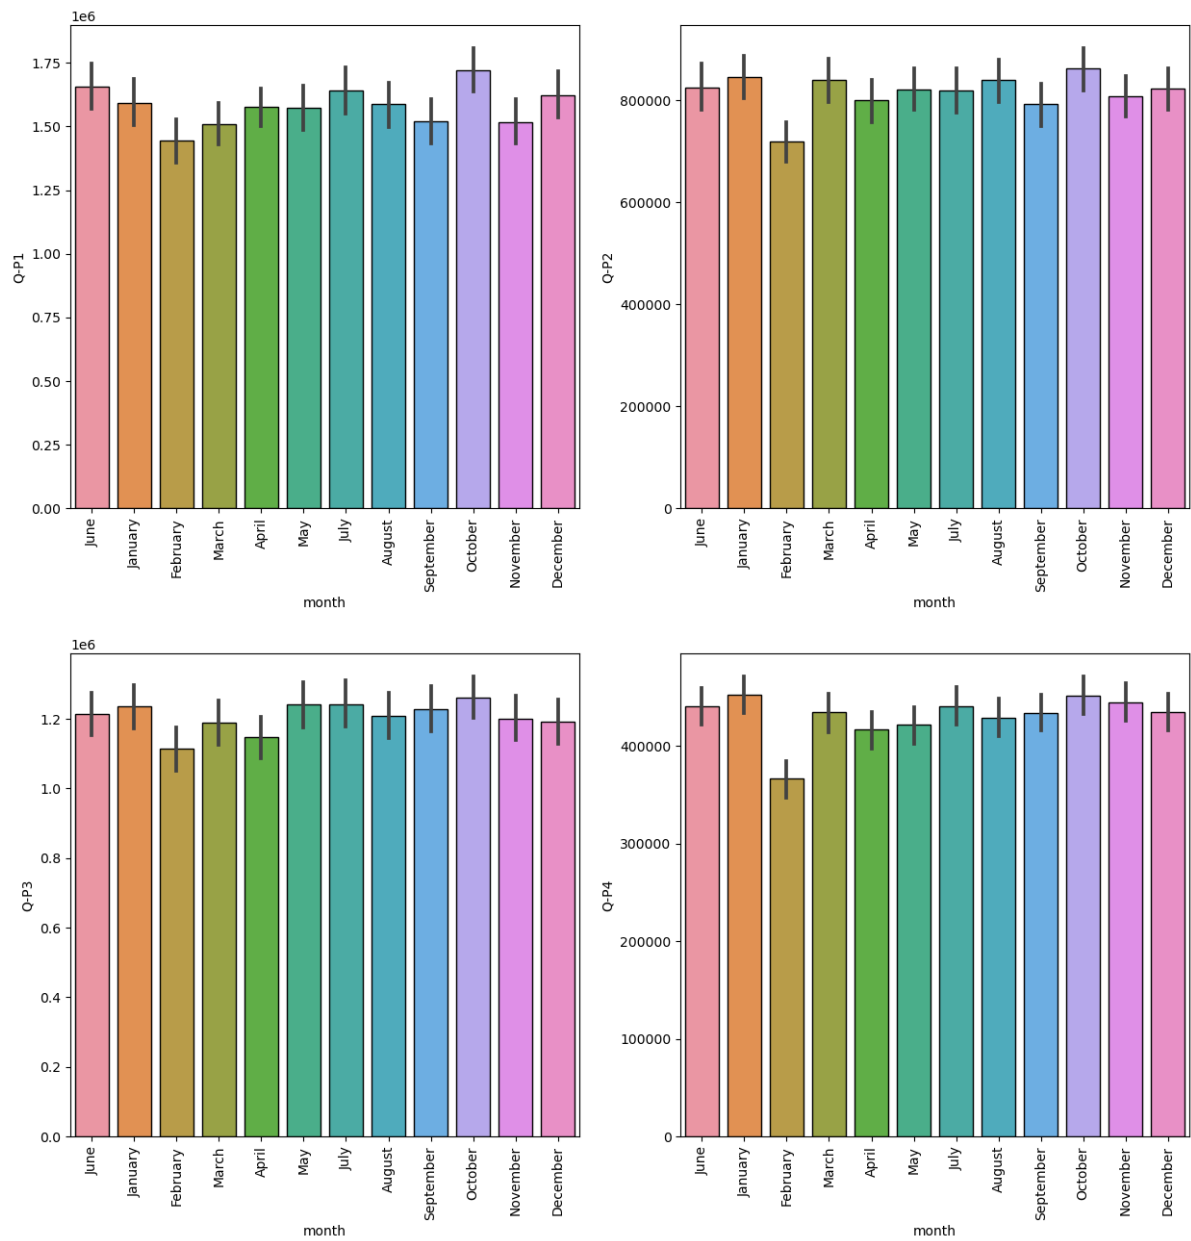 1e6
1.75
1.50
1.25
1.00
0.75
0.50
0.25
0.00
Q-P1
June
January
February
March
April
May
July
August
September
October
November
December
month
800000
600000
400000
200000
0
Q-P2
June
January
February
March
April
May
July
August
September
October
November
December
month
1e6
1.2
1.0
0.8
0.6
0.4
0.2
0.0
Q-P3
June
January
February
March
April
May
July
August
September
October
November
December
month
400000
300000
200000
100000
0
Q-P4
June
January
February
March
April
May
July
August
September
October
November
December
month